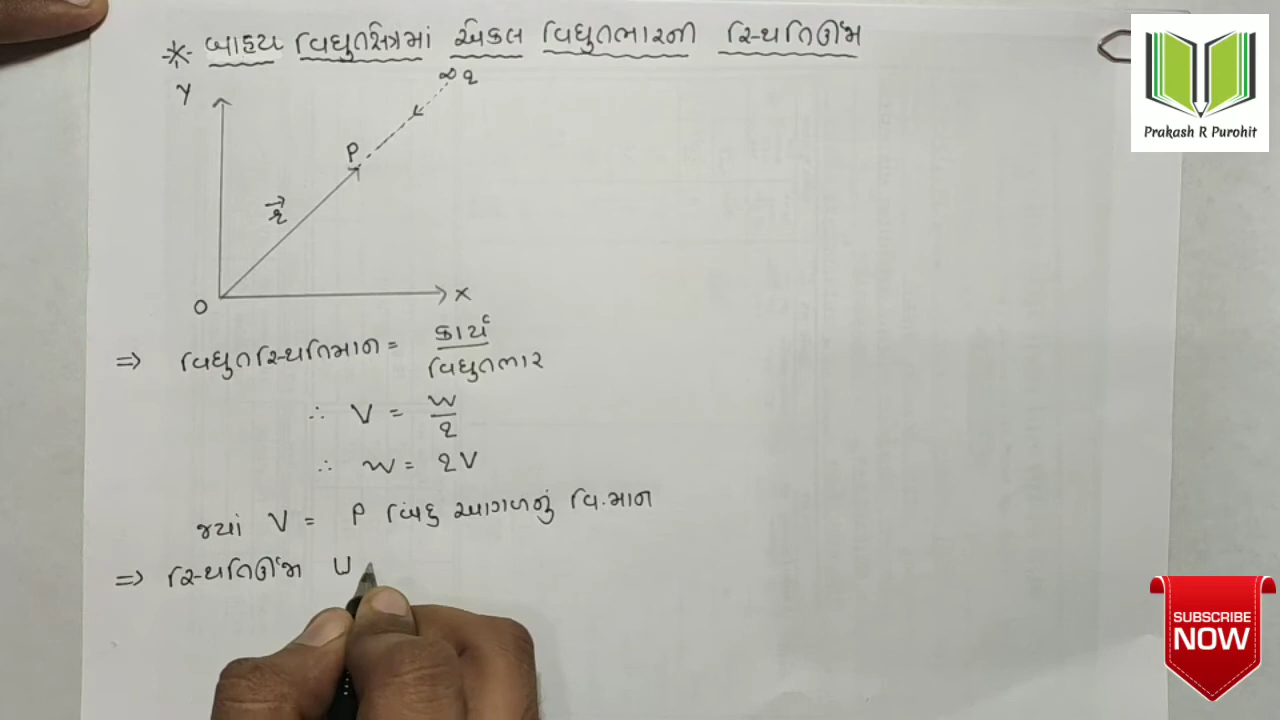 * બાહ્ય વિદ્યુતક્ષેત્રમાં એકલ વિદ્યુતભારની સ્થિતિઊર્જા
∞ q
Y
P
r⃗
O
X
⇒ વિદ્યુતસ્થિતિમાન = કાર્ય / વિદ્યુતભાર
∴ V = W / q
∴ W = qV
જ્યાં V = P બિંદુ આગળનું વિ.માન
⇒ સ્થિતિઊર્જા U
Prakash R Purohit
SUBSCRIBE
NOW